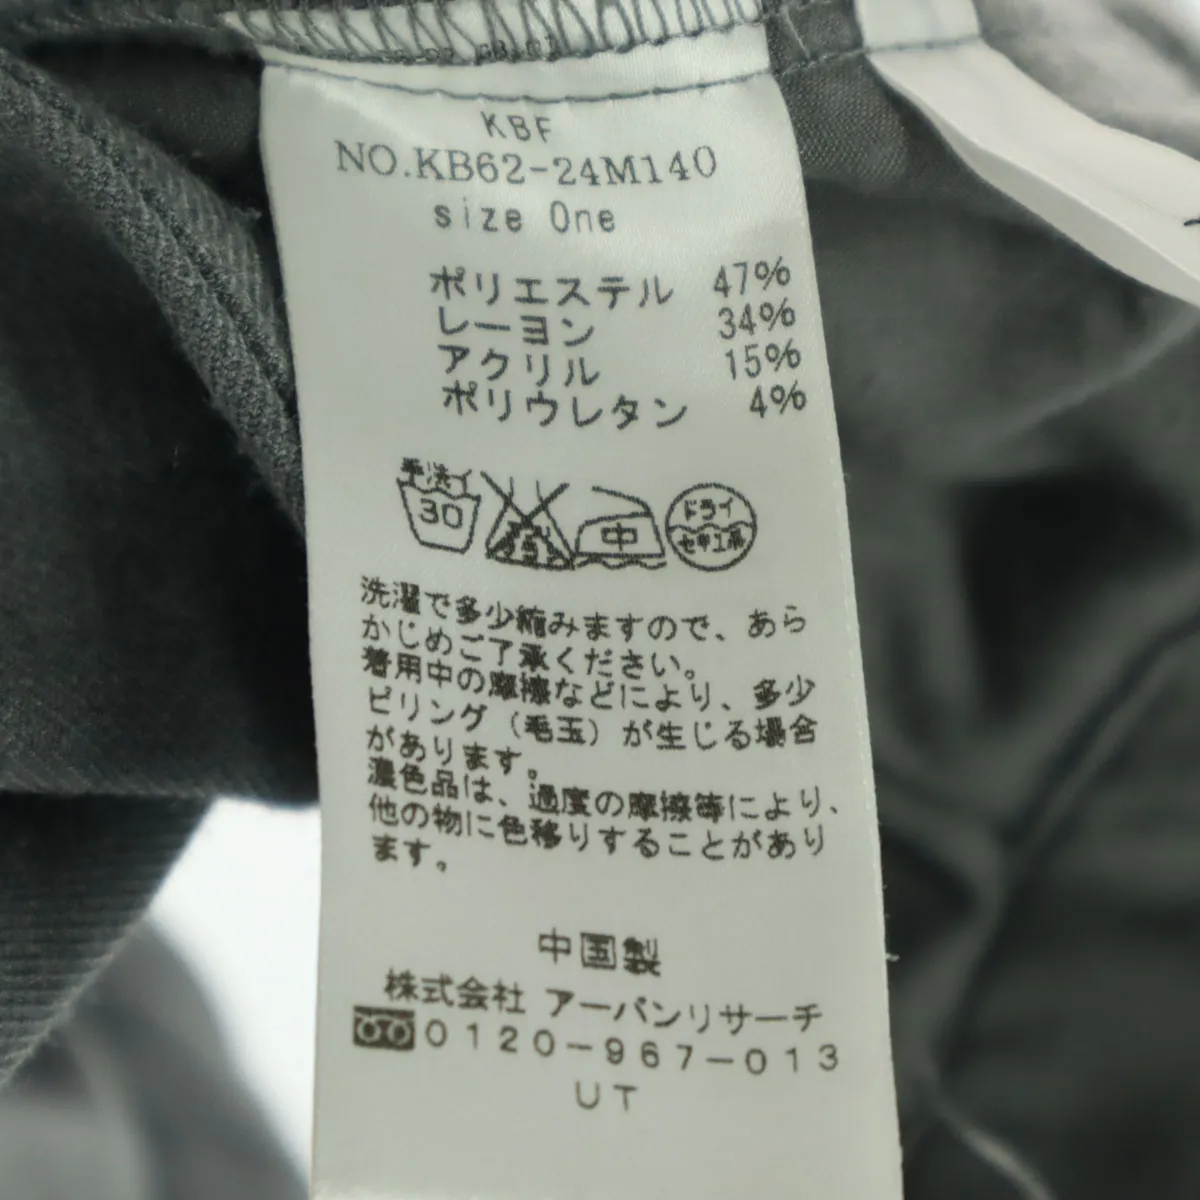 KBF
NO.KB62-24M140
size One
ポリエステル 47%
レーヨン 34%
アクリル 15%
ポリウレタン 4%
手洗イ
30
中
ドライ
セキユ系
洗濯で多少縮みますので、あら
かじめご了承ください。
着用中の摩擦などにより、多少
ピリング(毛玉)が生じる場合
があります。
濃色品は、過度の摩擦等により、
他の物に色移りすることがあり
ます。
中国製
株式会社 アーバンリサーチ
0120-967-013
UT